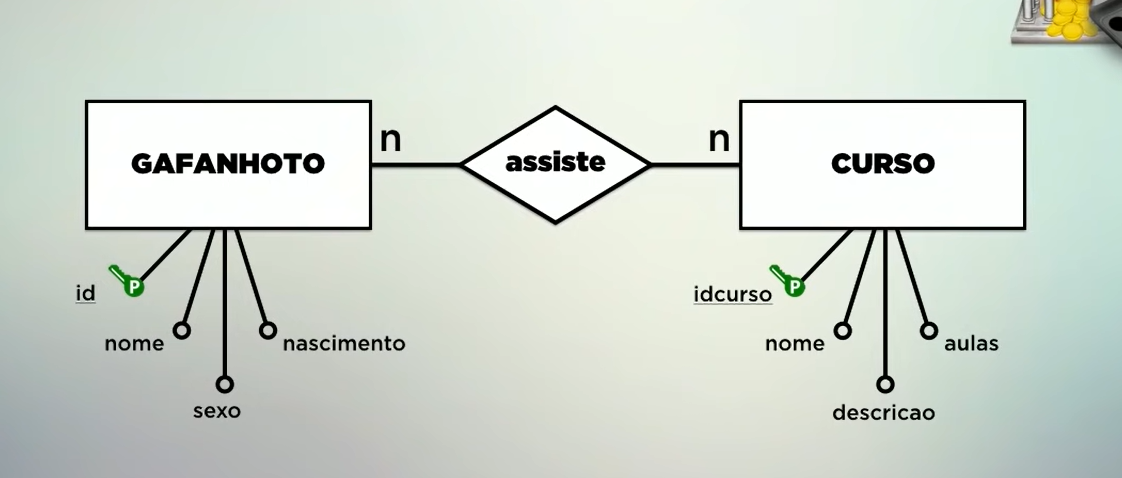 GAFANHOTO
n
assiste
n
CURSO
id
P
nome
sexo
nascimento
idcurso
P
nome
descricao
aulas